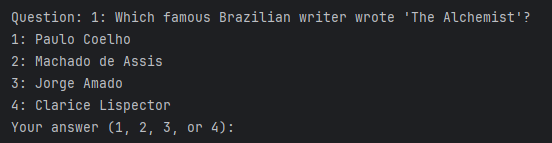 Question: 1: Which famous Brazilian writer wrote 'The Alchemist'?
1: Paulo Coelho
2: Machado de Assis
3: Jorge Amado
4: Clarice Lispector
Your answer (1, 2, 3, or 4):